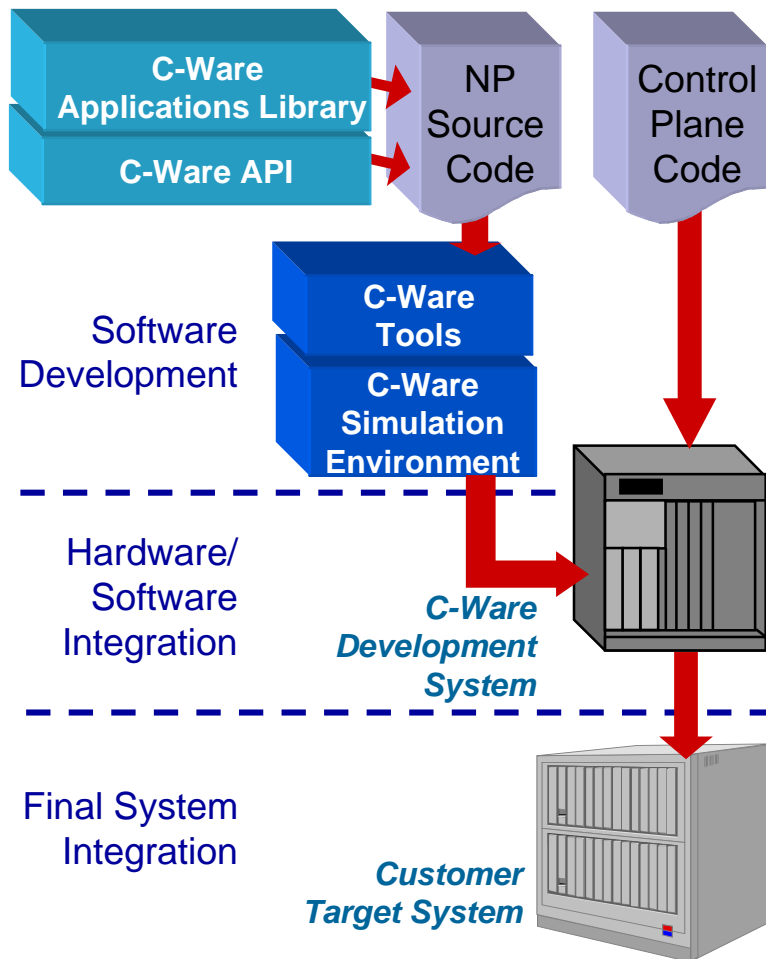 C-Ware
Applications Library
C-Ware API
NP
Source
Code
Control
Plane
Code
Software
Development
C-Ware
Tools
C-Ware
Simulation
Environment
Hardware/
Software
Integration
C-Ware
Development
System
Final System
Integration
Customer
Target System